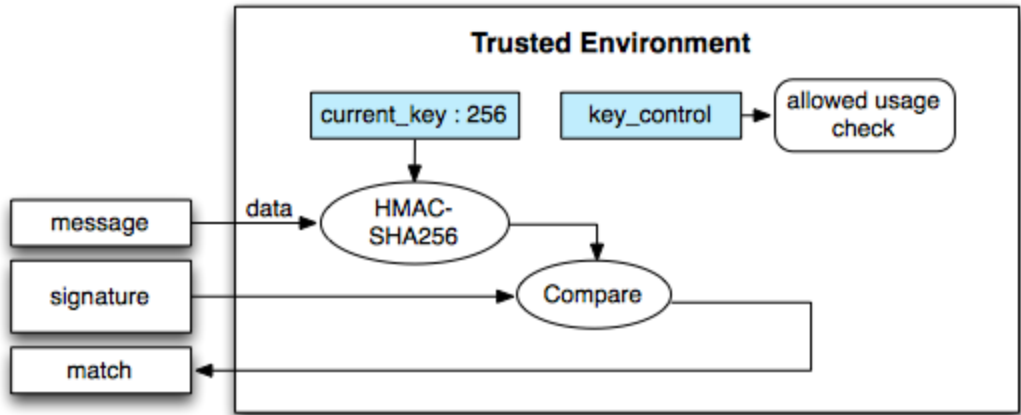 Trusted Environment
current_key : 256
key_control
allowed usage
check
message
data
HMAC-
SHA256
signature
Compare
match